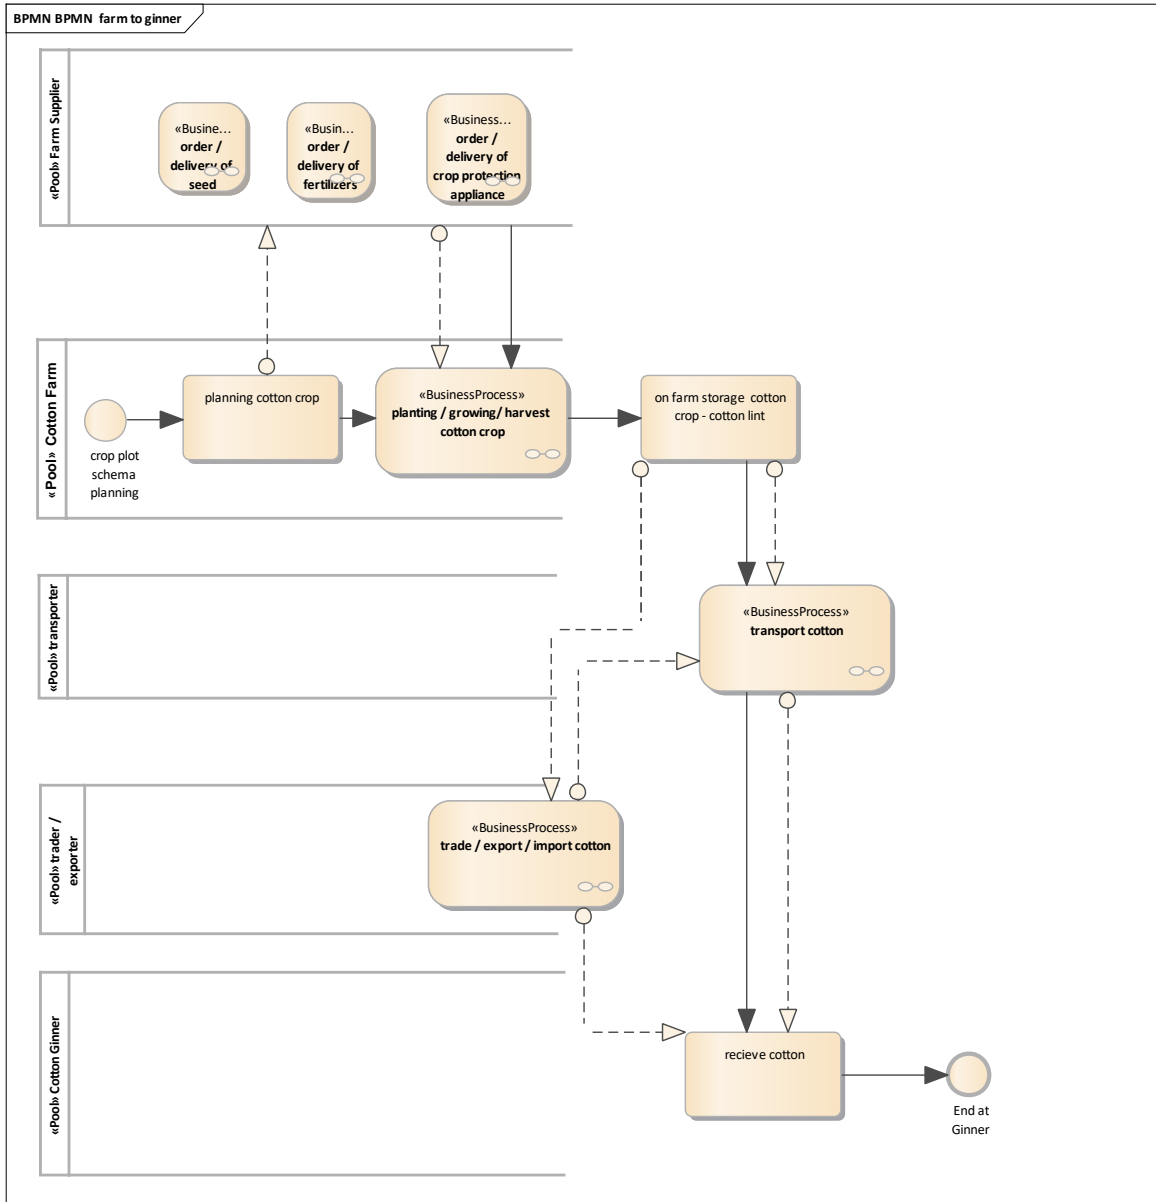 BPMN BPMN farm to ginner
«Pool» Farm Supplier
«Busine...
order /
delivery of
seed
«Busin...
order /
delivery of
fertilizers
«Business...
order /
delivery of
crop protection
appliance
«Pool» Cotton Farm
crop plot
schema
planning
planning cotton crop
«BusinessProcess»
planting / growing/ harvest
cotton crop
on farm storage cotton
crop - cotton lint
«Pool» transporter
«BusinessProcess»
transport cotton
«Pool» trader /
exporter
«BusinessProcess»
trade / export / import cotton
«Pool» Cotton Ginner
recieve cotton
End at
Ginner